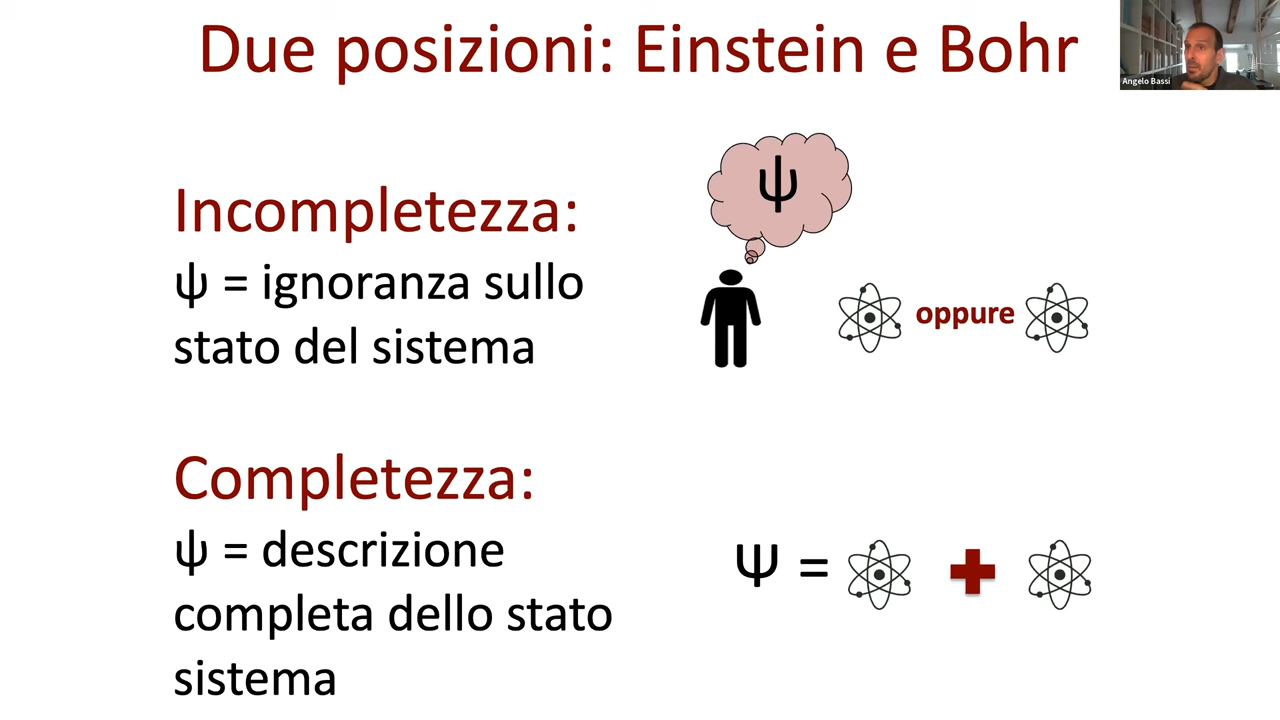 Due posizioni: Einstein e Bohr
Angelo Bassi
Incompletezza:
ψ = ignoranza sullo
stato del sistema
ψ
oppure
Completezza:
ψ = descrizione
completa dello stato
sistema
Ψ =